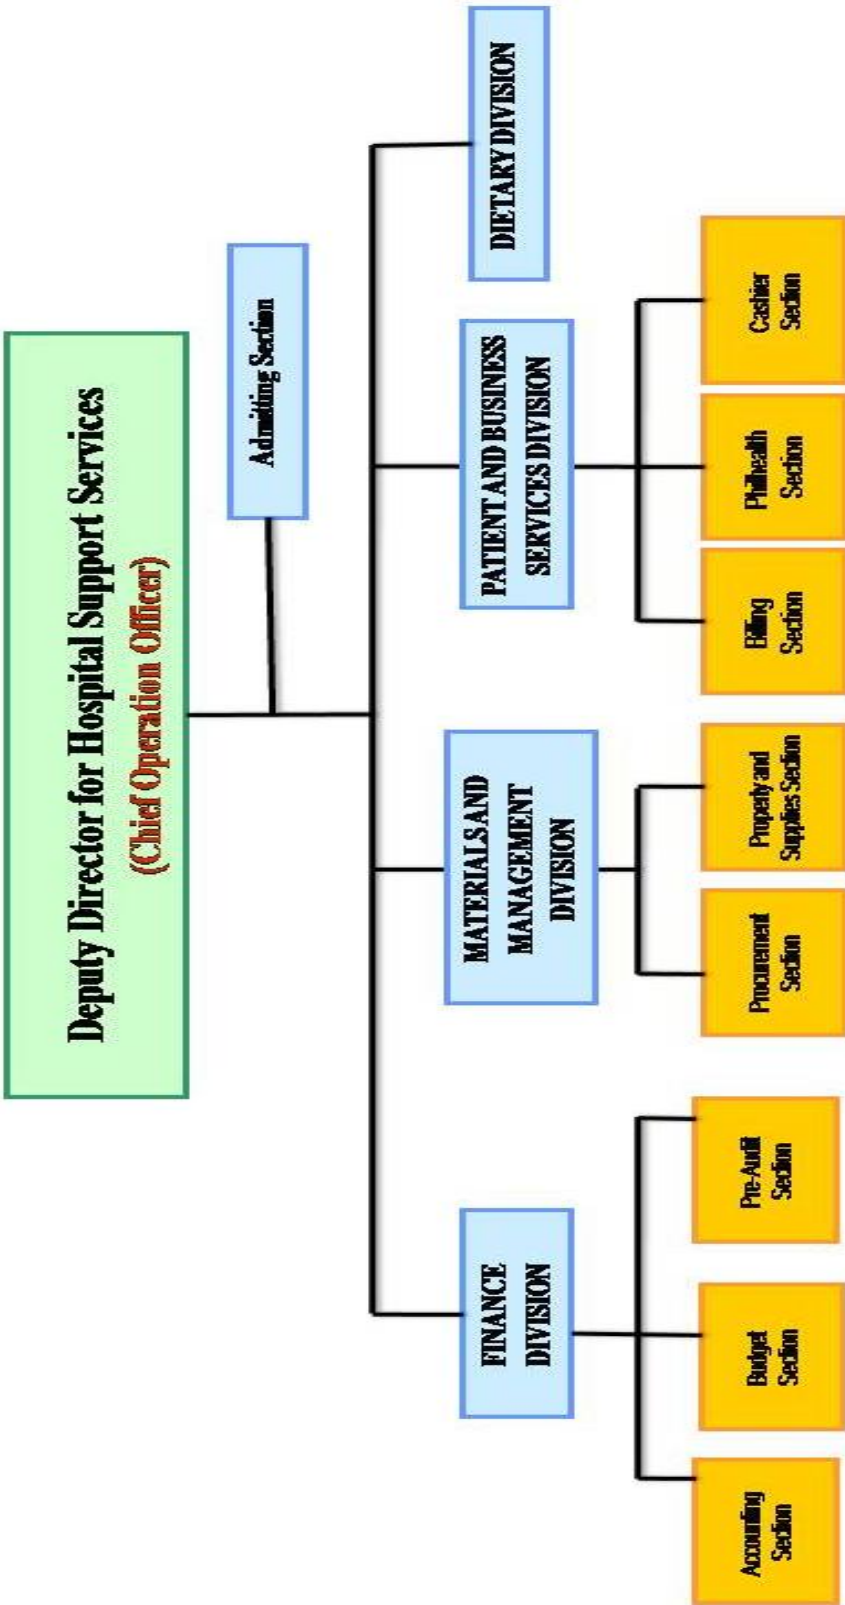 Deputy Director for Hospital Support Services
(Chief Operation Officer)
Admitting Section
FINANCE
DIVISION
MATERIALS AND
MANAGEMENT
DIVISION
PATIENT AND BUSINESS
SERVICES DIVISION
DIETARY DIVISION
Accounting
Section
Budget
Section
Pre-Audit
Section
Procurement
Section
Property and
Supplies Section
Billing
Section
Philhealth
Section
Cashier
Section